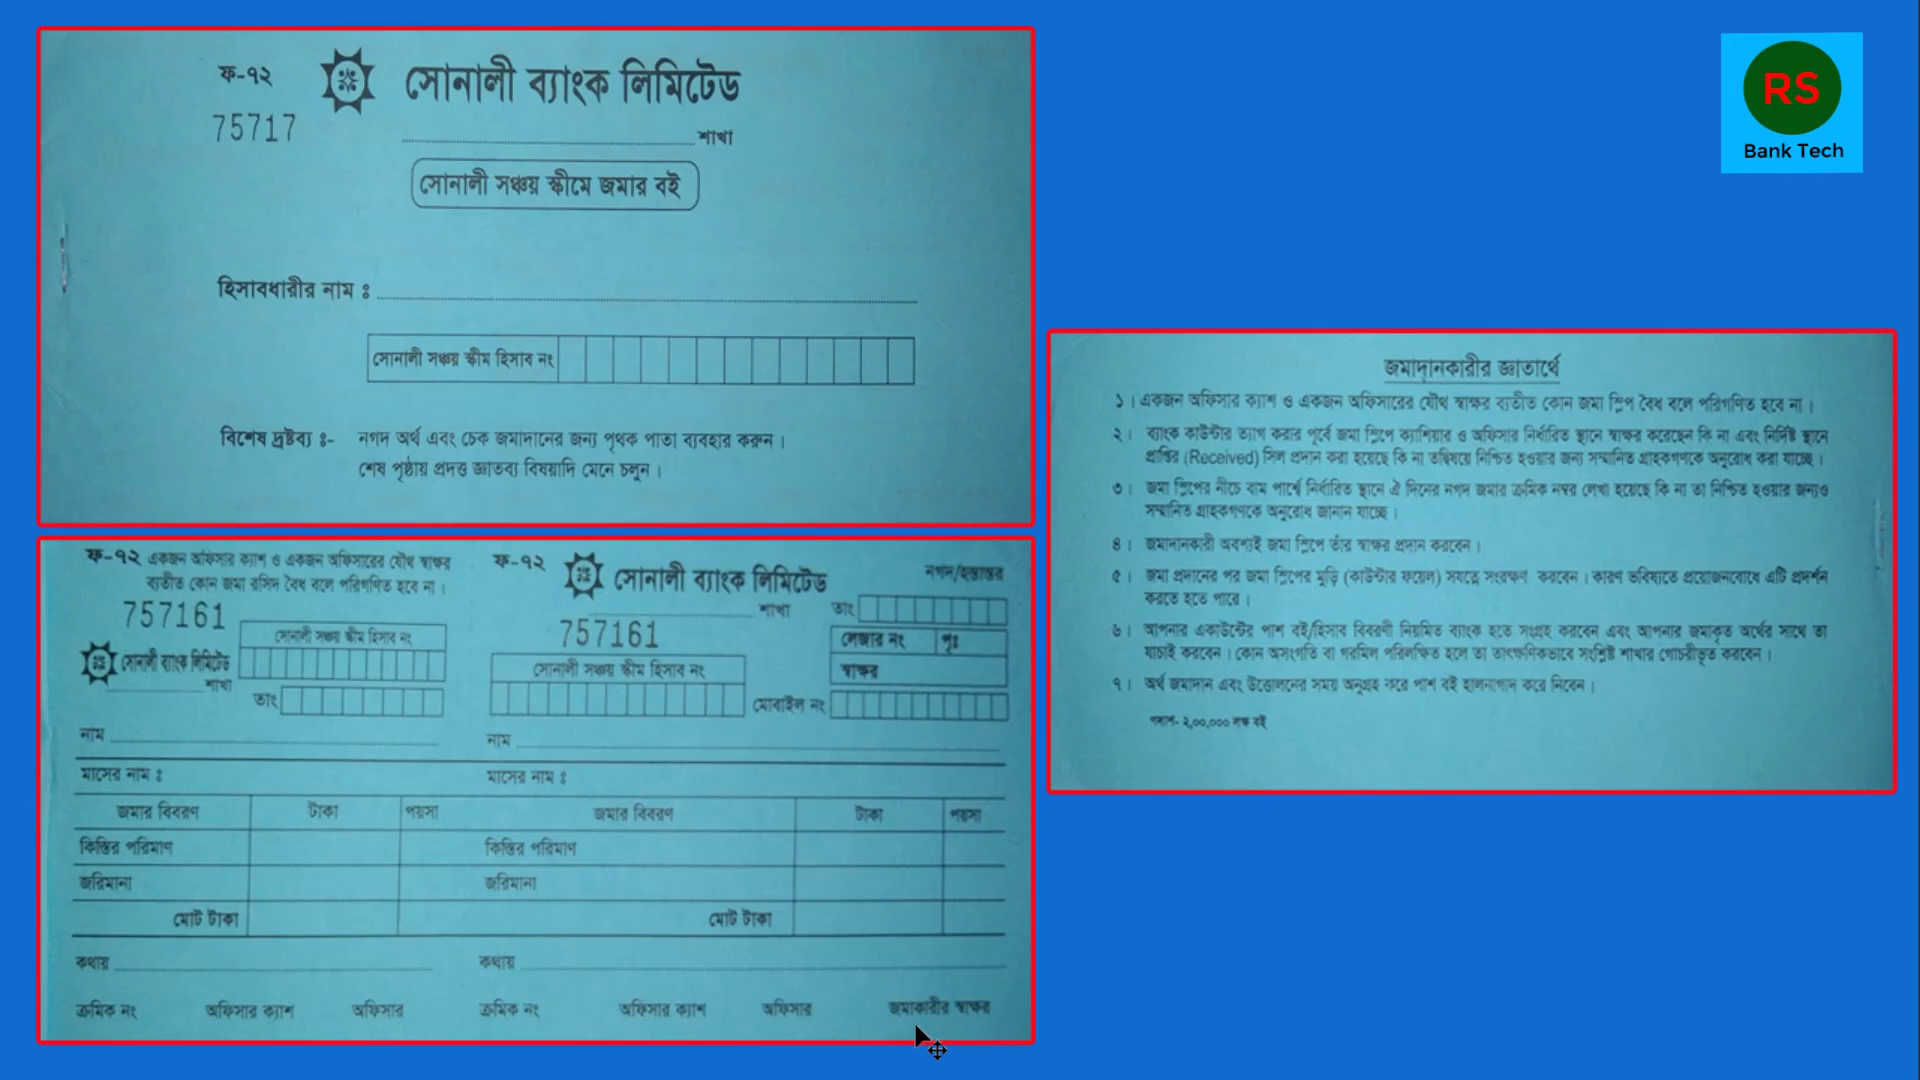 ফ-৭২
সোনালী ব্যাংক লিমিটেড
75717
শাখা
সোনালী সঞ্চয় স্কীমে জমার বই
হিসাবধারীর নাম ঃ
সোনালী সঞ্চয় স্কীম হিসাব নং
বিশেষ দ্রষ্টব্য ঃ- নগদ অর্থ এবং চেক জমাদানের জন্য পৃথক পাতা ব্যবহার করুন।
শেষ পৃষ্ঠায় প্রদত্ত জ্ঞাতব্য বিষয়াদি মেনে চলুন।
RS
Bank Tech
ফ-৭২ একজন অফিসার ক্যাশ ও একজন অফিসারের যৌথ স্বাক্ষর
ব্যতীত কোন জমা রসিদ বৈধ বলে পরিগণিত হবে না।
757161
সোনালী সঞ্চয় স্কীম হিসাব নং
সোনালী ব্যাংক লিমিটেড
শাখা
তাং
নাম
মাসের নাম ঃ
জমার বিবরণ টাকা পয়সা
কিস্তির পরিমাণ
জরিমানা
মোট টাকা
কথায়
ক্রমিক নং অফিসার ক্যাশ অফিসার
ফ-৭২
সোনালী ব্যাংক লিমিটেড
নগদ/হস্তান্তর
শাখা
তাং
757161
লেজার নং পৃঃ
সোনালী সঞ্চয় স্কীম হিসাব নং
স্বাক্ষর
মোবাইল নং
নাম
মাসের নাম ঃ
জমার বিবরণ টাকা পয়সা
কিস্তির পরিমাণ
জরিমানা
মোট টাকা
কথায়
ক্রমিক নং অফিসার ক্যাশ অফিসার জমাকারীর স্বাক্ষর
জমাদানকারীর জ্ঞাতার্থে
১। একজন অফিসার ক্যাশ ও একজন অফিসারের যৌথ স্বাক্ষর ব্যতীত কোন জমা স্লিপ বৈধ বলে পরিগণিত হবে না।
২। ব্যাংক কাউন্টার ত্যাগ করার পূর্বে জমা স্লিপে ক্যাশিয়ার ও অফিসার নির্ধারিত স্থানে স্বাক্ষর করেছেন কি না এবং নির্দিষ্ট স্থানে
প্রাপ্তির (Received) সিল প্রদান করা হয়েছে কি না তদ্বিষয়ে নিশ্চিত হওয়ার জন্য সম্মানিত গ্রাহকগণকে অনুরোধ করা যাচ্ছে।
৩। জমা স্লিপের নীচে বাম পার্শ্বে নির্ধারিত স্থানে ঐ দিনের নগদ জমার ক্রমিক নম্বর লেখা হয়েছে কি না তা নিশ্চিত হওয়ার জন্যও
সম্মানিত গ্রাহকগণকে অনুরোধ জানান যাচ্ছে।
৪। জমাদানকারী অবশ্যই জমা স্লিপে তাঁর স্বাক্ষর প্রদান করবেন।
৫। জমা প্রদানের পর জমা স্লিপের মুড়ি (কাউন্টার ফয়েল) সযত্নে সংরক্ষণ করবেন। কারণ ভবিষ্যতে প্রয়োজনবোধে এটি প্রদর্শন
করতে হতে পারে।
৬। আপনার একাউন্টের পাশ বই/হিসাব বিবরণী নিয়মিত ব্যাংক হতে সংগ্রহ করবেন এবং আপনার জমাকৃত অর্থের সাথে তা
যাচাই করবেন। কোন অসংগতি বা গরমিল পরিলক্ষিত হলে তা তাৎক্ষণিকভাবে সংশ্লিষ্ট শাখার গোচরীভূত করবেন।
৭। অর্থ জমাদান এবং উত্তোলনের সময় অনুগ্রহ করে পাশ বই হালনাগাদ করে নিবেন।
২,০০,০০০ লক্ষ বই